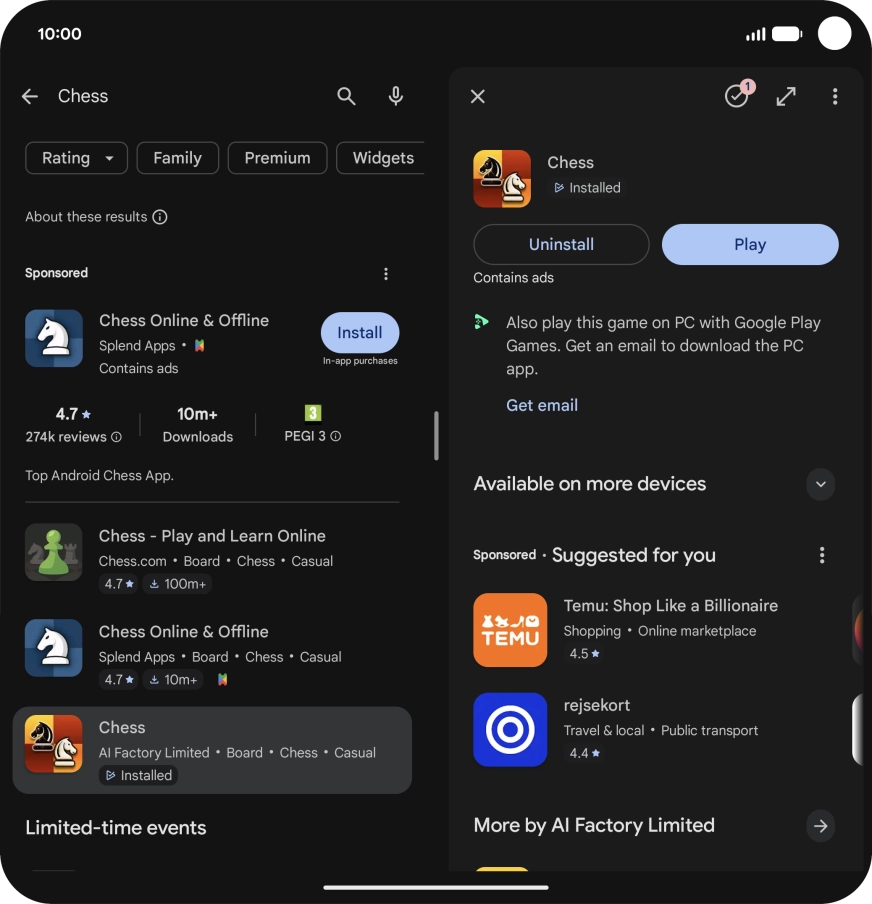 10:00
Chess
Rating
Family
Premium
Widgets
About these results
Sponsored
Chess Online & Offline
Splend Apps •
Contains ads
Install
In-app purchases
4.7
274k reviews
10m+
Downloads
3
PEGI 3
Top Android Chess App.
Chess - Play and Learn Online
Chess.com • Board • Chess • Casual
4.7 100m+
Chess Online & Offline
Splend Apps • Board • Chess • Casual
4.7 10m+
Chess
AI Factory Limited • Board • Chess • Casual
Installed
Limited-time events
1
Chess
Installed
Uninstall
Play
Contains ads
Also play this game on PC with Google Play
Games. Get an email to download the PC
app.
Get email
Available on more devices
Sponsored · Suggested for you
TEMU
Temu: Shop Like a Billionaire
Shopping • Online marketplace
4.5
rejsekort
Travel & local • Public transport
4.4
More by AI Factory Limited